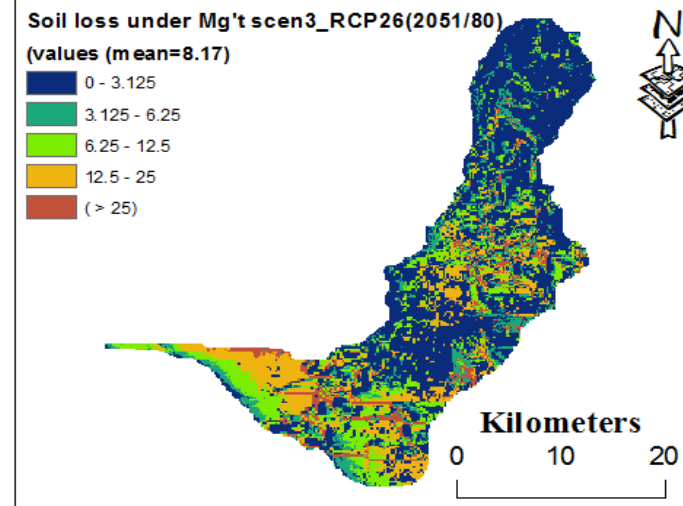 Soil loss under Mg't scen3_RCP26(2051/80)
(values (mean=8.17)
0 - 3.125
3.125 - 6.25
6.25 - 12.5
12.5 - 25
( > 25)
N
Kilometers
0 10 20